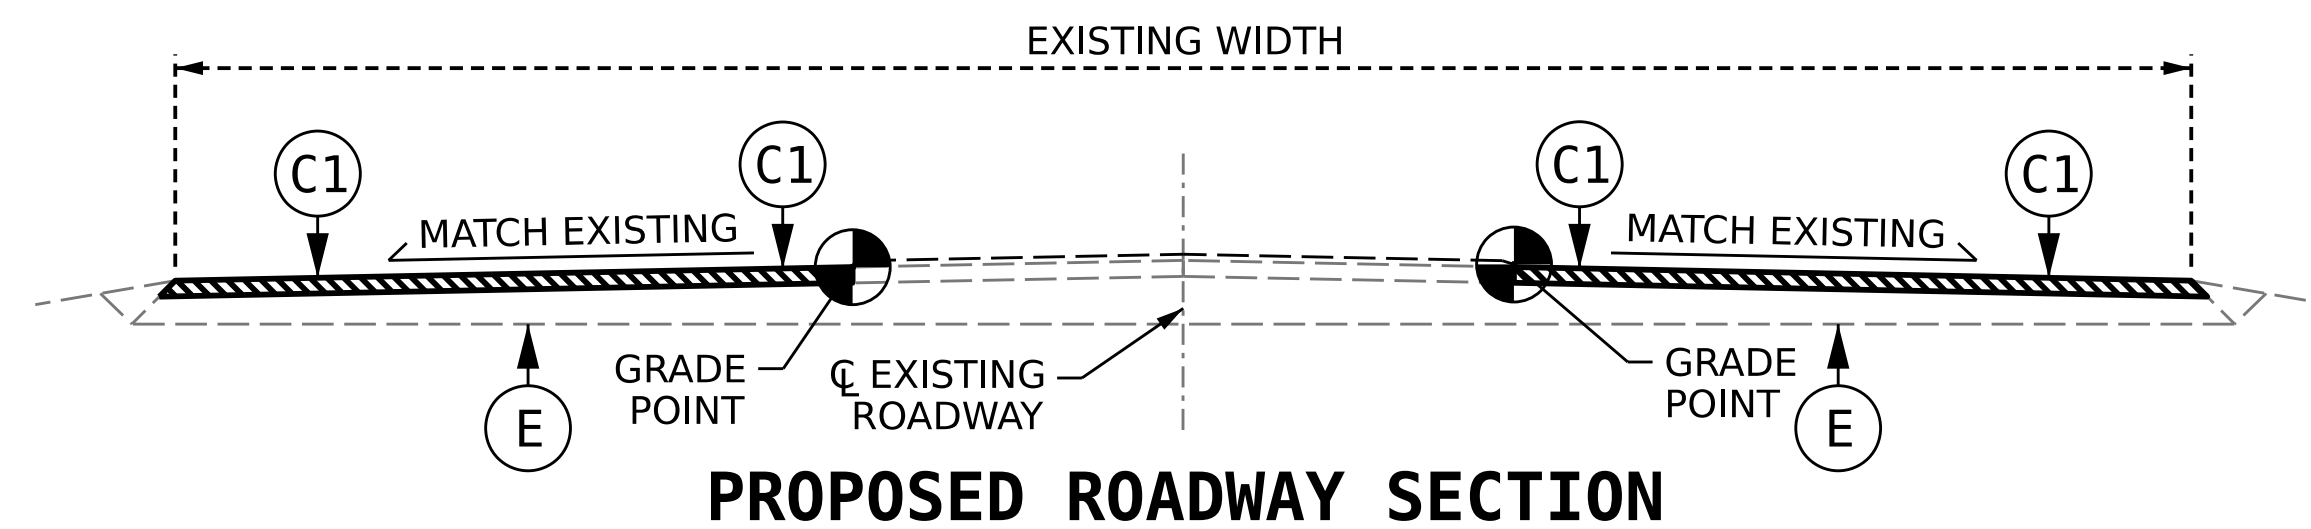 EXISTING WIDTH
C1
C1
C1
C1
MATCH EXISTING
MATCH EXISTING
GRADE
POINT
℄ EXISTING
ROADWAY
GRADE
POINT
E
E
PROPOSED ROADWAY SECTION